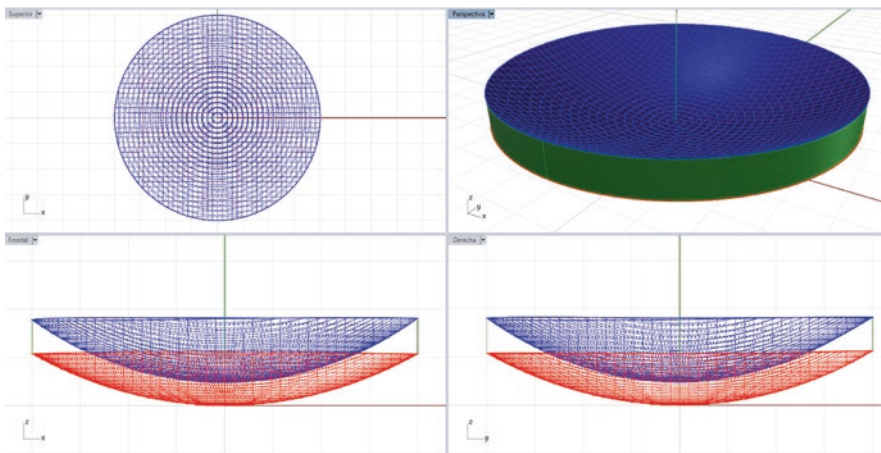 Superior
Perspectiva
y
x
z
y
x
Frontal
Derecha
z
x
z
y